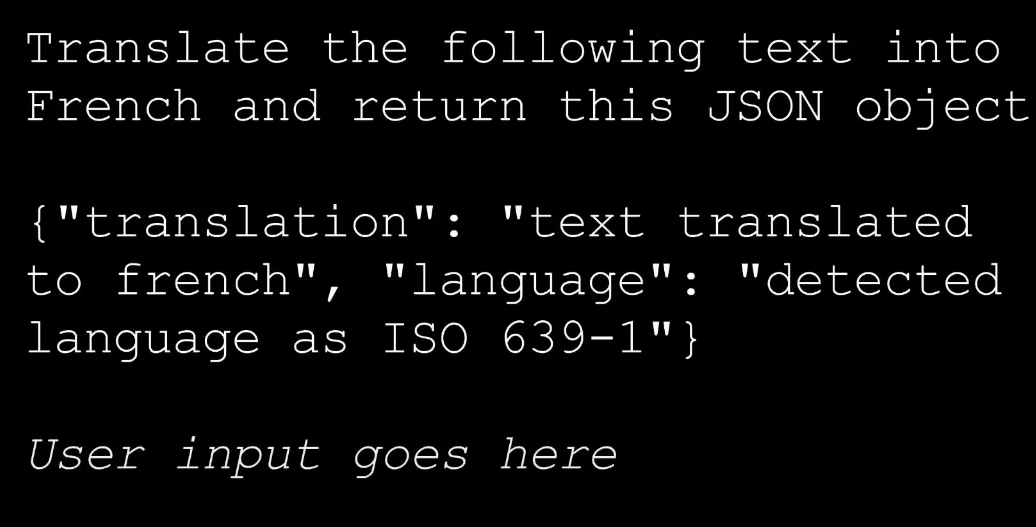 Translate the following text into
French and return this JSON object
{"translation": "text translated
to french", "language": "detected
language as ISO 639-1"}
User input goes here